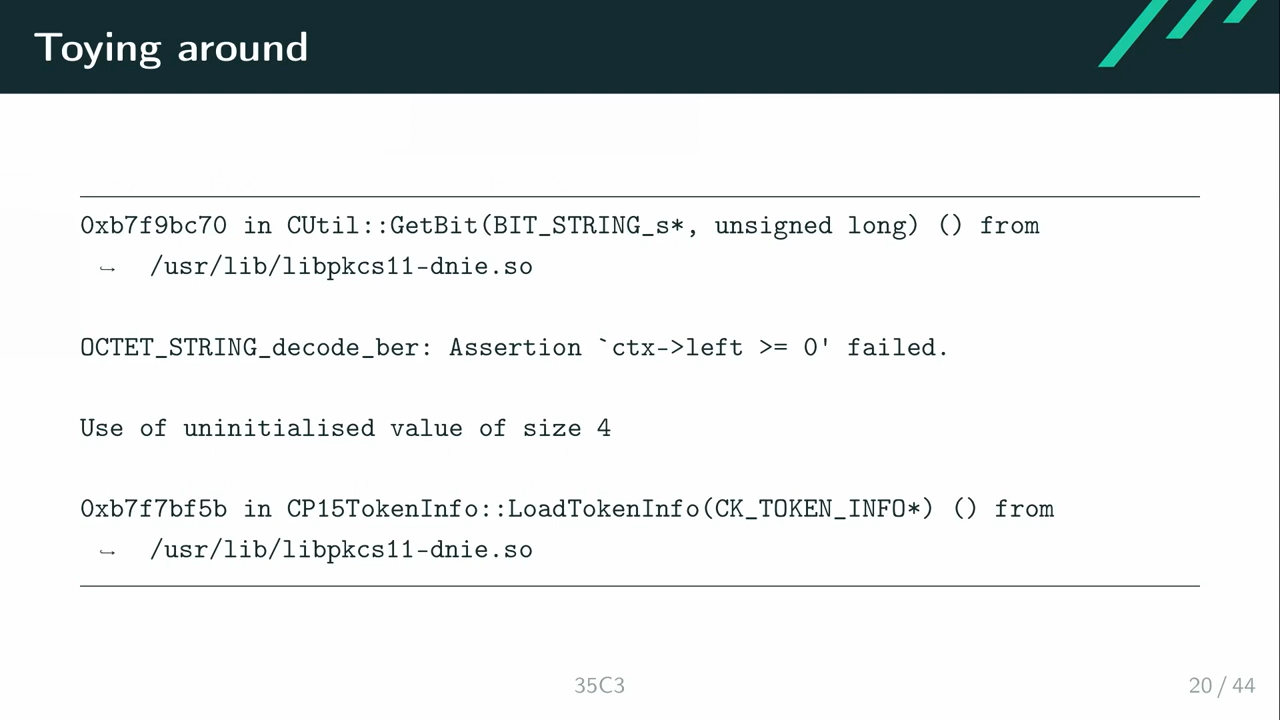 Toying around
0xb7f9bc70 in CUtil::GetBit(BIT_STRING_s*, unsigned long) () from
↪ /usr/lib/libpkcs11-dnie.so
OCTET_STRING_decode_ber: Assertion `ctx->left >= 0' failed.
Use of uninitialised value of size 4
0xb7f7bf5b in CP15TokenInfo::LoadTokenInfo(CK_TOKEN_INFO*) () from
↪ /usr/lib/libpkcs11-dnie.so
35C3
20 / 44